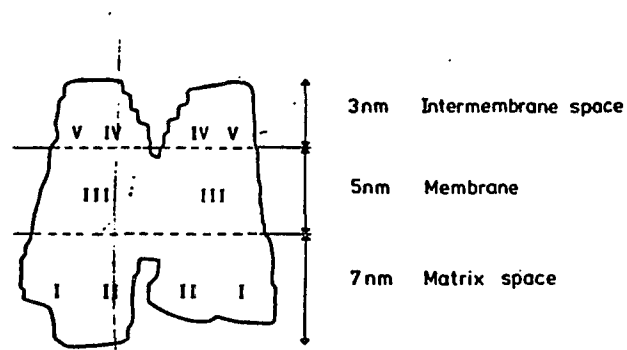 V IV IV V 3nm Intermembrane space
III III 5nm Membrane
I II II I 7nm Matrix space